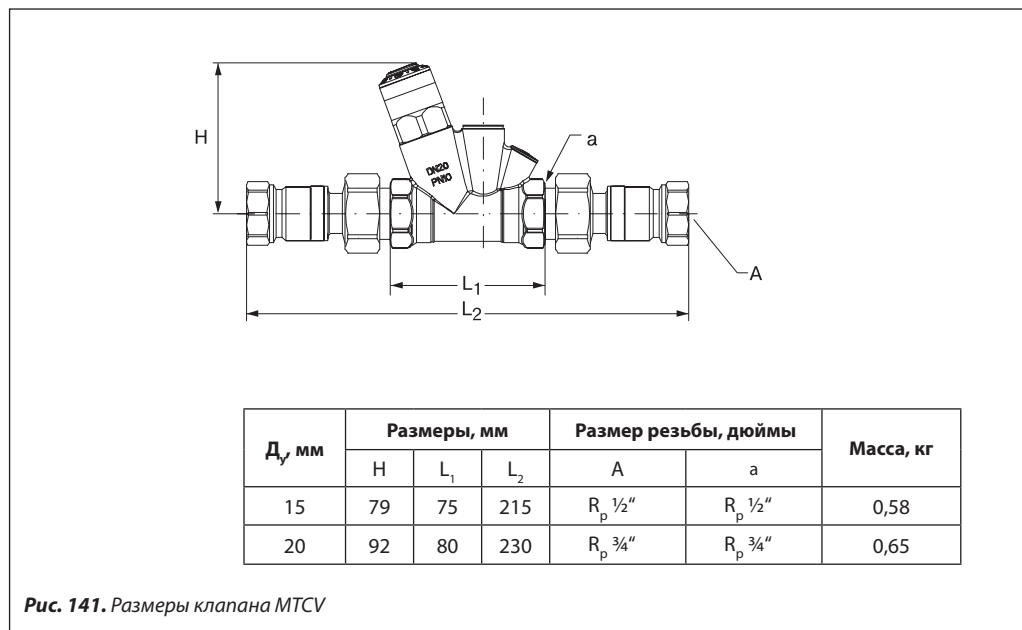 H
DN20
PN10
a
A
L₁
L₂
Дᵧ, мм Размеры, мм Размер резьбы, дюймы Масса, кг
H L₁ L₂ A a
15 79 75 215 Rₚ ½“ Rₚ ½“ 0,58
20 92 80 230 Rₚ ¾“ Rₚ ¾“ 0,65
Рис. 141. Размеры клапана MTCV